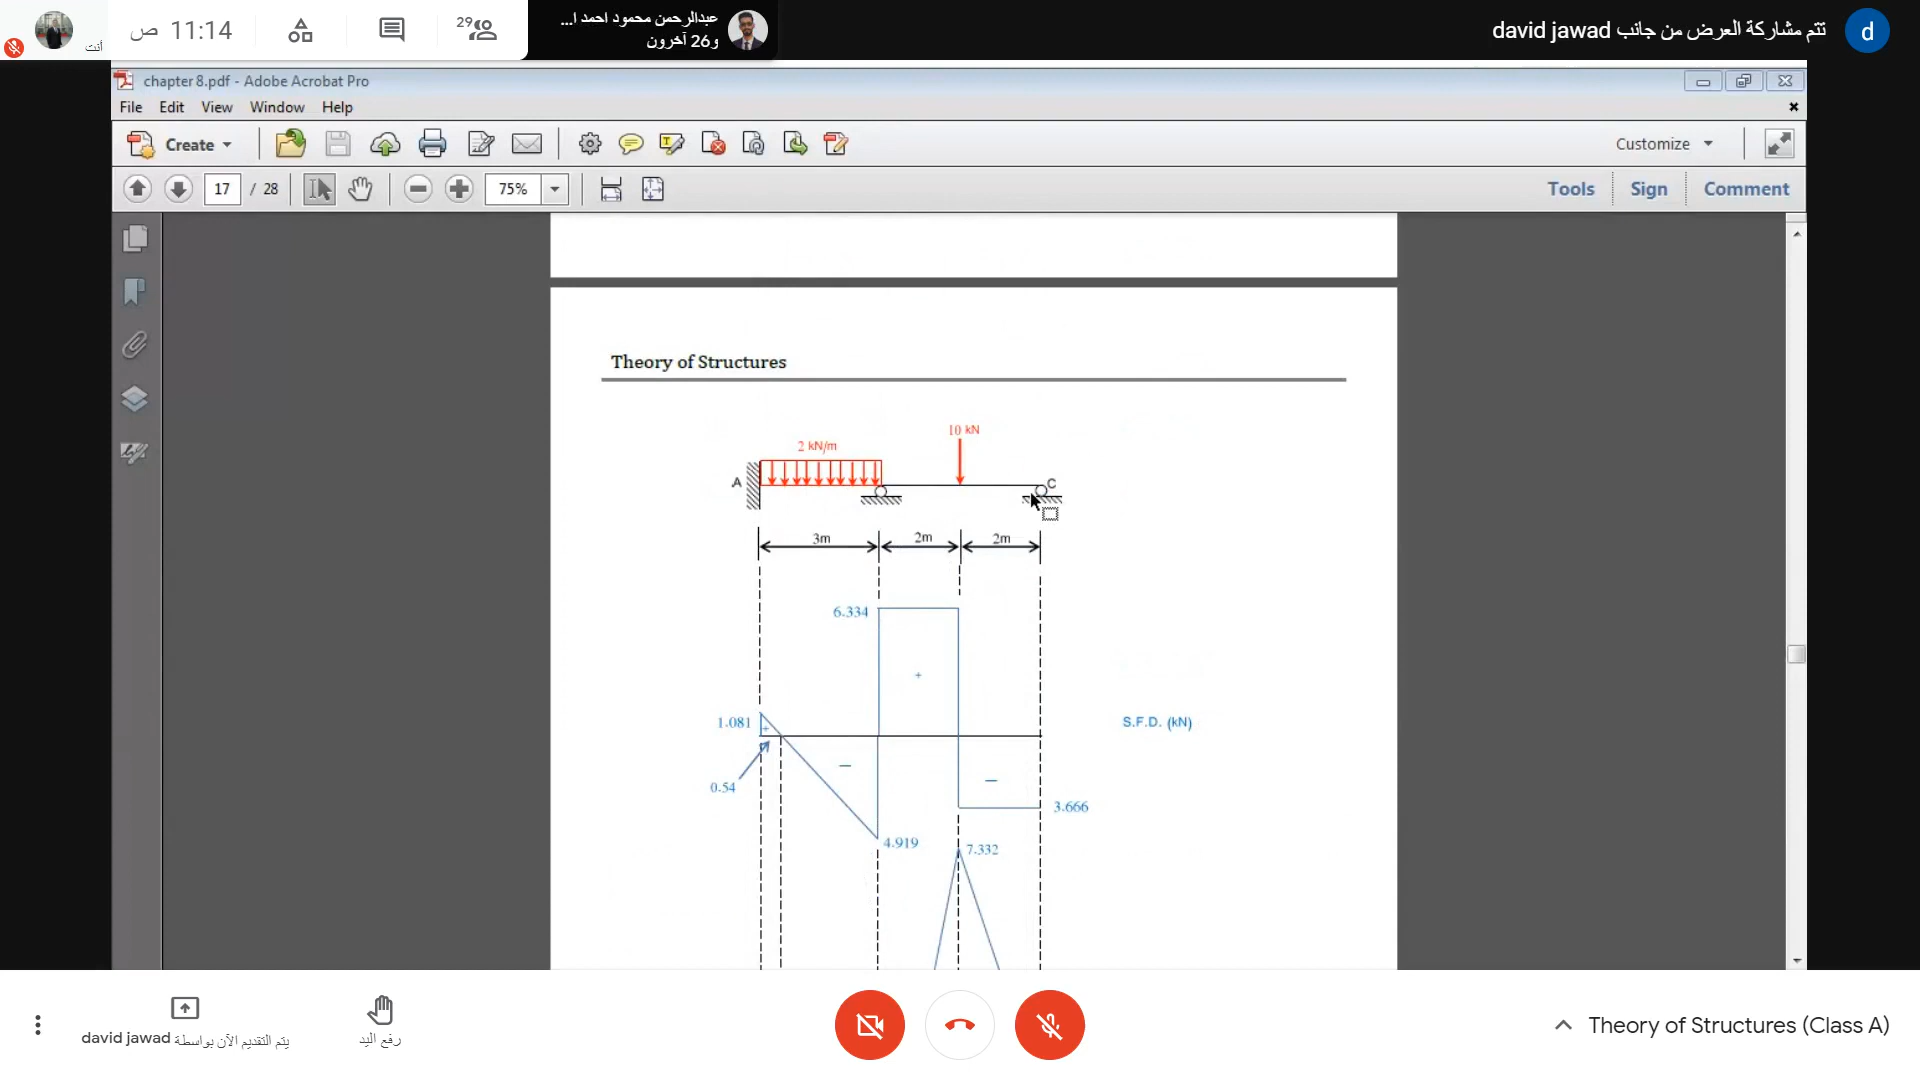 أنت
11:14 ص
29
عبدالرحمن محمود احمد ا...
و26 آخرون
تتم مشاركة العرض من جانب david jawad
d
chapter 8.pdf - Adobe Acrobat Pro
File Edit View Window Help
Create
Customize
17 / 28
75%
Tools Sign Comment
Theory of Structures
10 kN
2 kN/m
A
C
3m 2m 2m
6.334
+
1.081
+
S.F.D. (kN)
0.54
3.666
4.919
7.332
يتم التقديم الآن بواسطة david jawad
رفع اليد
Theory of Structures (Class A)